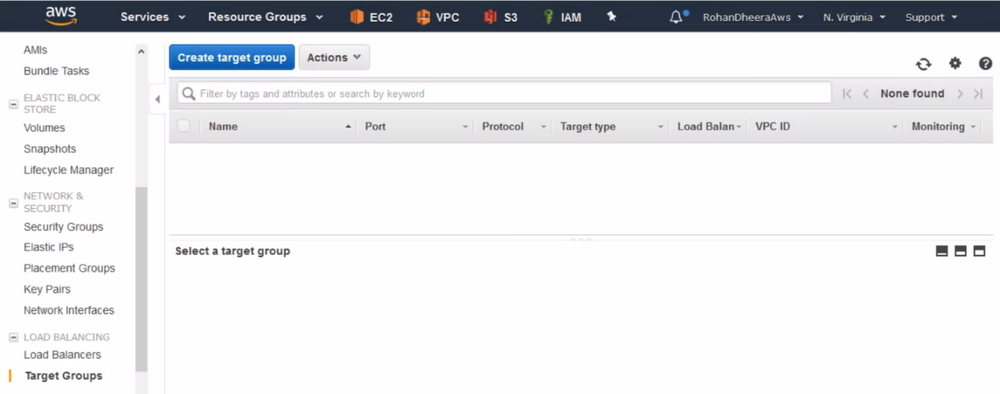 aws Services Resource Groups EC2 VPC S3 IAM RohanDheeraAws N. Virginia Support
AMIs
Bundle Tasks
ELASTIC BLOCK
STORE
Volumes
Snapshots
Lifecycle Manager
NETWORK &
SECURITY
Security Groups
Elastic IPs
Placement Groups
Key Pairs
Network Interfaces
LOAD BALANCING
Load Balancers
Target Groups
Create target group Actions
Filter by tags and attributes or search by keyword None found
Name Port Protocol Target type Load Balan VPC ID Monitoring
Select a target group